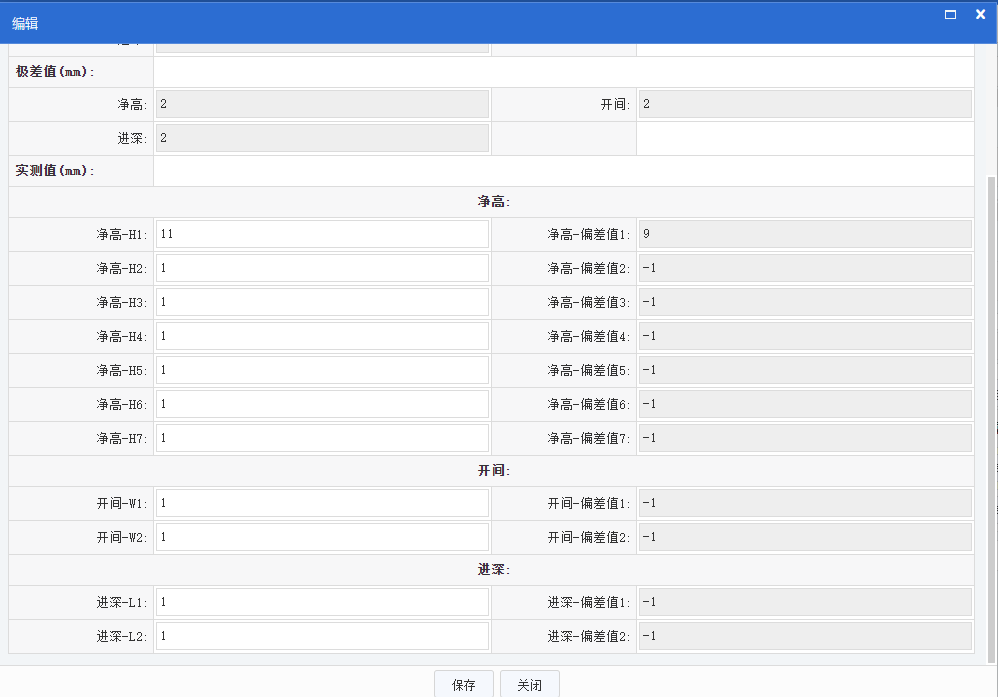 编辑
极差值(mm):
净高: 2 开间: 2
进深: 2
实测值(mm):
净高:
净高-H1: 11 净高-偏差值1: 9
净高-H2: 1 净高-偏差值2: -1
净高-H3: 1 净高-偏差值3: -1
净高-H4: 1 净高-偏差值4: -1
净高-H5: 1 净高-偏差值5: -1
净高-H6: 1 净高-偏差值6: -1
净高-H7: 1 净高-偏差值7: -1
开间:
开间-W1: 1 开间-偏差值1: -1
开间-W2: 1 开间-偏差值2: -1
进深:
进深-L1: 1 进深-偏差值1: -1
进深-L2: 1 进深-偏差值2: -1
保存 关闭